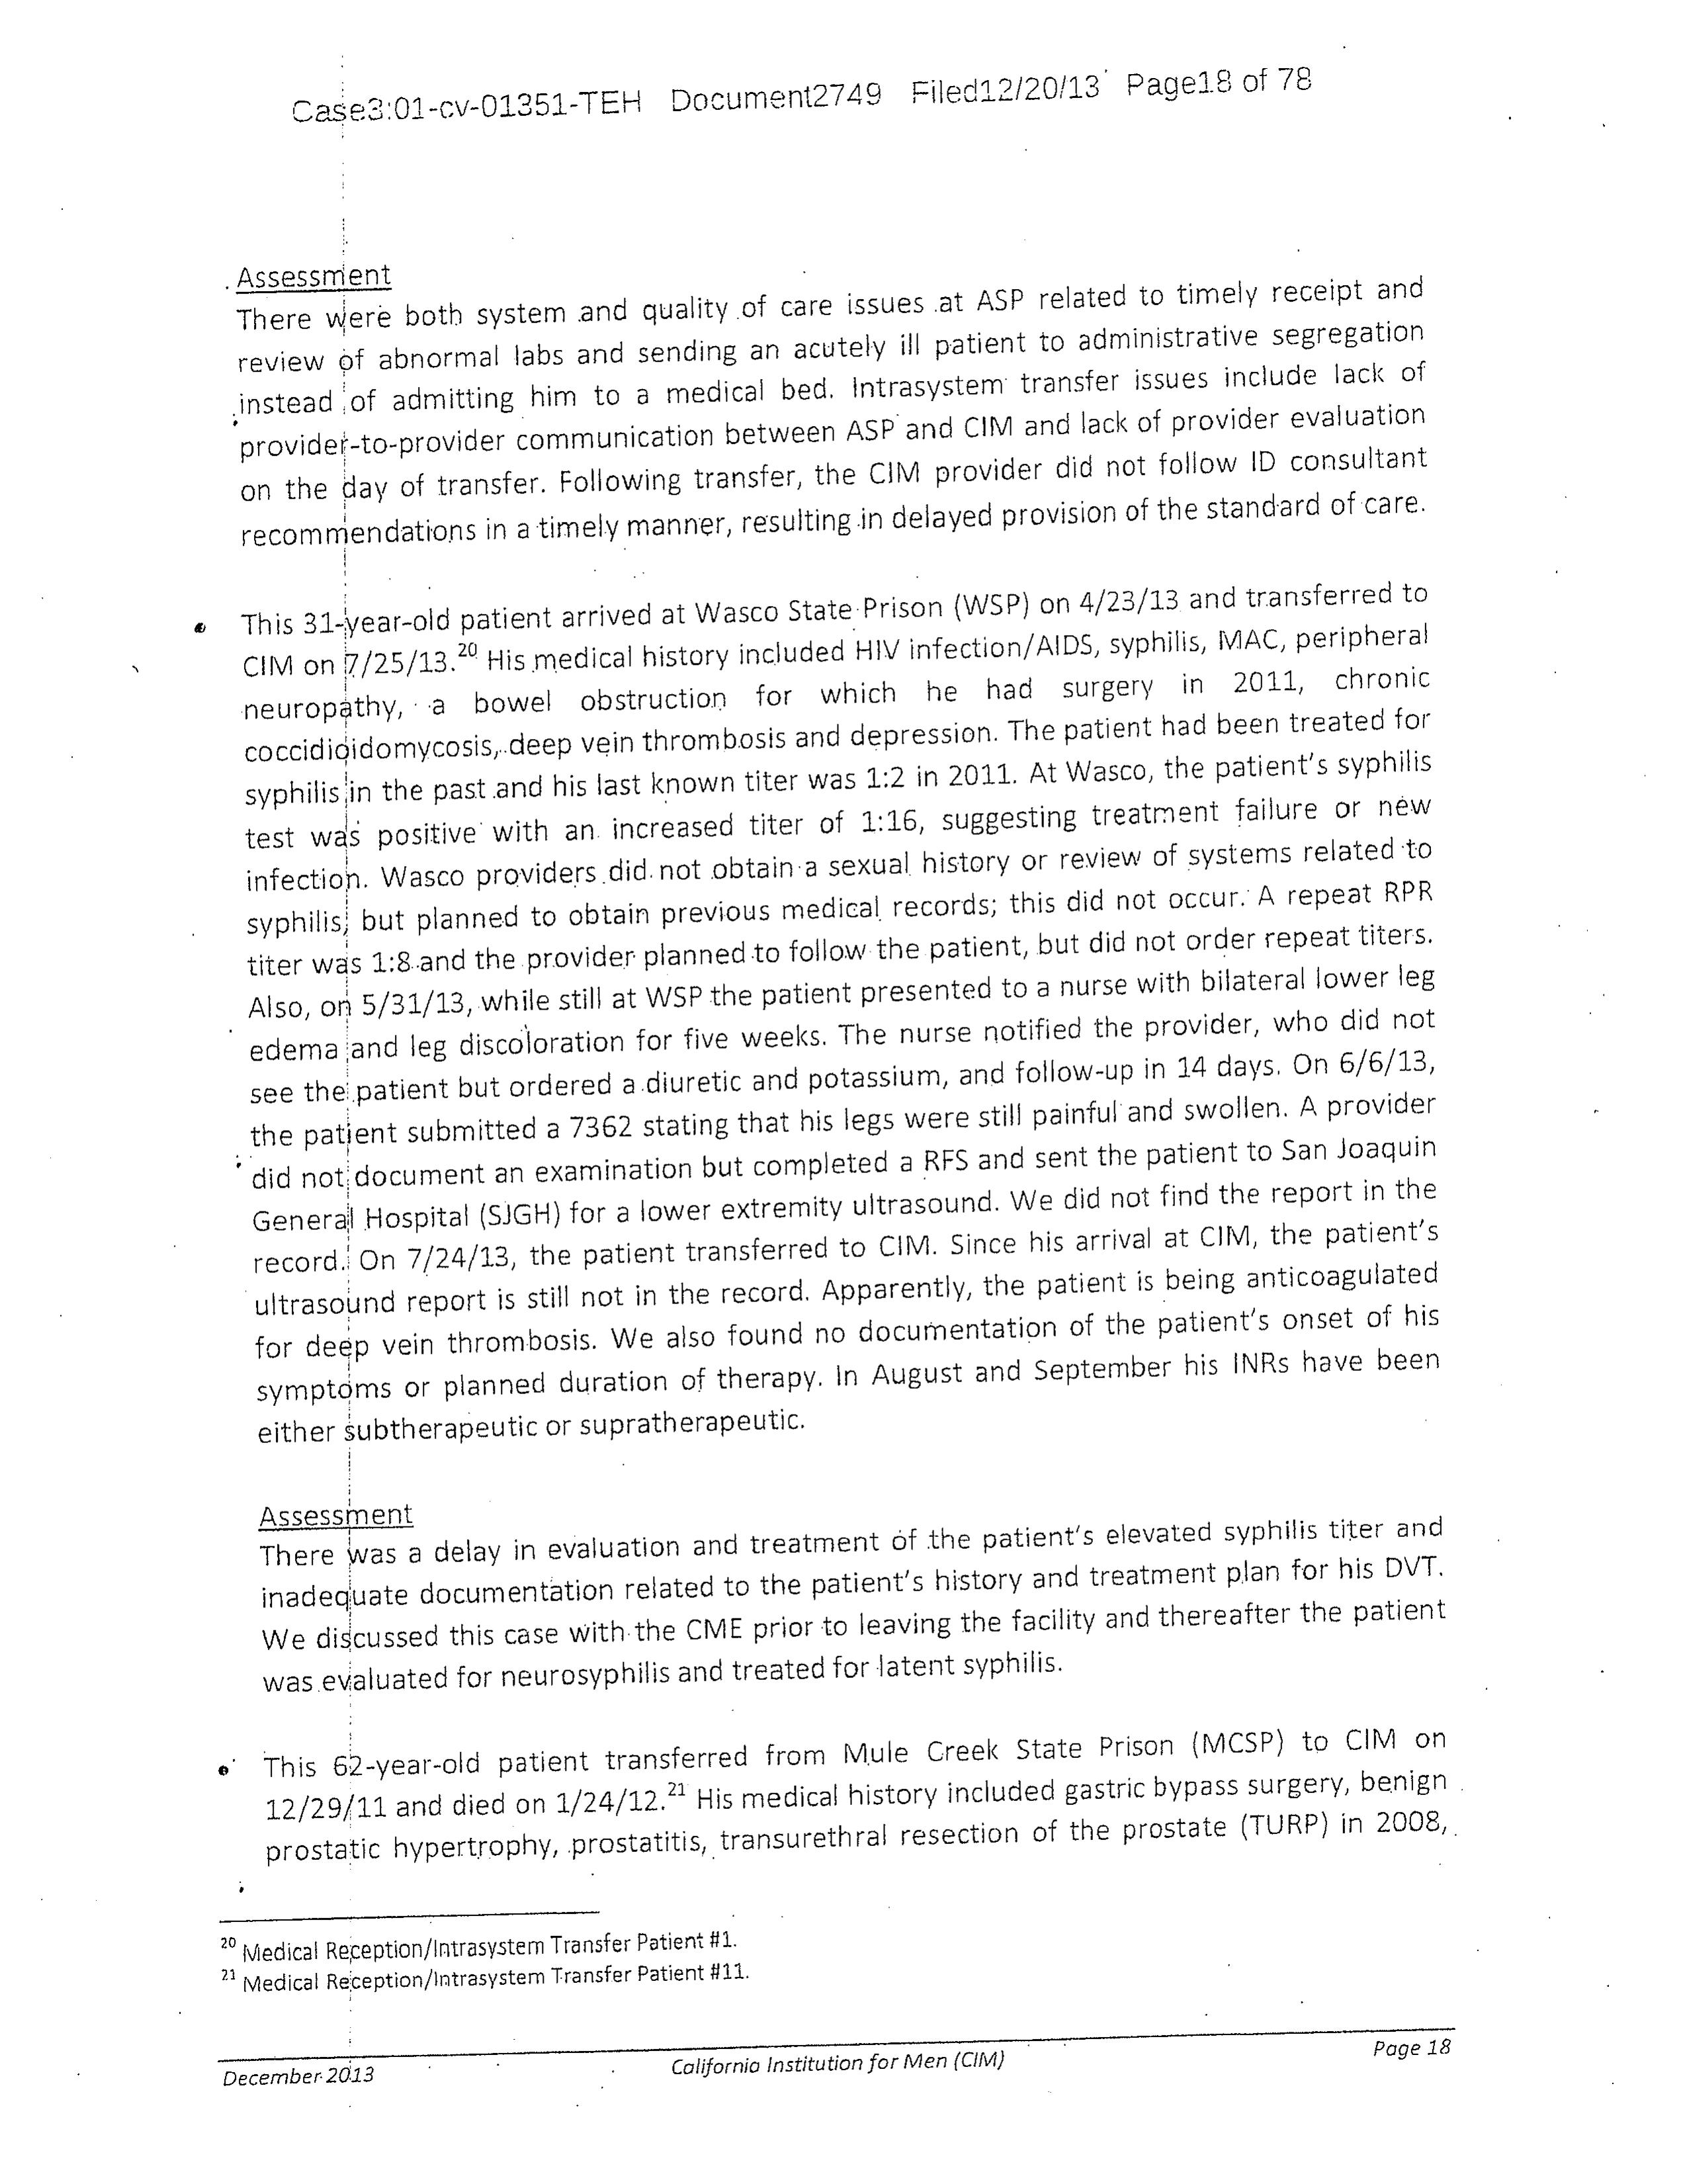 Case3:01-cv-01351-TEH Document2749 Filed12/20/13 Page18 of 78
Assessment
There were both system and quality of care issues at ASP related to timely receipt and
review of abnormal labs and sending an acutely ill patient to administrative segregation
instead of admitting him to a medical bed. Intrasystem transfer issues include lack of
provider-to-provider communication between ASP and CIM and lack of provider evaluation
on the day of transfer. Following transfer, the CIM provider did not follow ID consultant
recommendations in a timely manner, resulting in delayed provision of the standard of care.
• This 31-year-old patient arrived at Wasco State Prison (WSP) on 4/23/13 and transferred to
CIM on 7/25/13.20 His medical history included HIV infection/AIDS, syphilis, MAC, peripheral
neuropathy, a bowel obstruction for which he had surgery in 2011, chronic
coccidioidomycosis, deep vein thrombosis and depression. The patient had been treated for
syphilis in the past and his last known titer was 1:2 in 2011. At Wasco, the patient's syphilis
test was positive with an increased titer of 1:16, suggesting treatment failure or new
infection. Wasco providers did not obtain a sexual history or review of systems related to
syphilis, but planned to obtain previous medical records; this did not occur. A repeat RPR
titer was 1:8 and the provider planned to follow the patient, but did not order repeat titers.
Also, on 5/31/13, while still at WSP the patient presented to a nurse with bilateral lower leg
edema and leg discoloration for five weeks. The nurse notified the provider, who did not
see the patient but ordered a diuretic and potassium, and follow-up in 14 days. On 6/6/13,
the patient submitted a 7362 stating that his legs were still painful and swollen. A provider
did not document an examination but completed a RFS and sent the patient to San Joaquin
General Hospital (SJGH) for a lower extremity ultrasound. We did not find the report in the
record. On 7/24/13, the patient transferred to CIM. Since his arrival at CIM, the patient's
ultrasound report is still not in the record. Apparently, the patient is being anticoagulated
for deep vein thrombosis. We also found no documentation of the patient's onset of his
symptoms or planned duration of therapy. In August and September his INRs have been
either subtherapeutic or supratherapeutic.
Assessment
There was a delay in evaluation and treatment of the patient's elevated syphilis titer and
inadequate documentation related to the patient's history and treatment plan for his DVT.
We discussed this case with the CME prior to leaving the facility and thereafter the patient
was evaluated for neurosyphilis and treated for latent syphilis.
• This 62-year-old patient transferred from Mule Creek State Prison (MCSP) to CIM on
12/29/11 and died on 1/24/12.21 His medical history included gastric bypass surgery, benign
prostatic hypertrophy, prostatitis, transurethral resection of the prostate (TURP) in 2008,
20 Medical Reception/Intrasystem Transfer Patient #1.
21 Medical Reception/Intrasystem Transfer Patient #11.
December 2013 California Institution for Men (CIM) Page 18